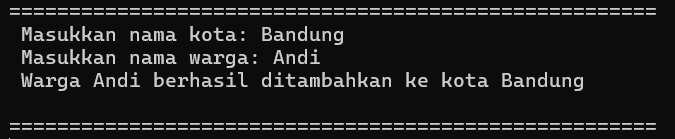 ======================================================
Masukkan nama kota: Bandung
Masukkan nama warga: Andi
Warga Andi berhasil ditambahkan ke kota Bandung
======================================================